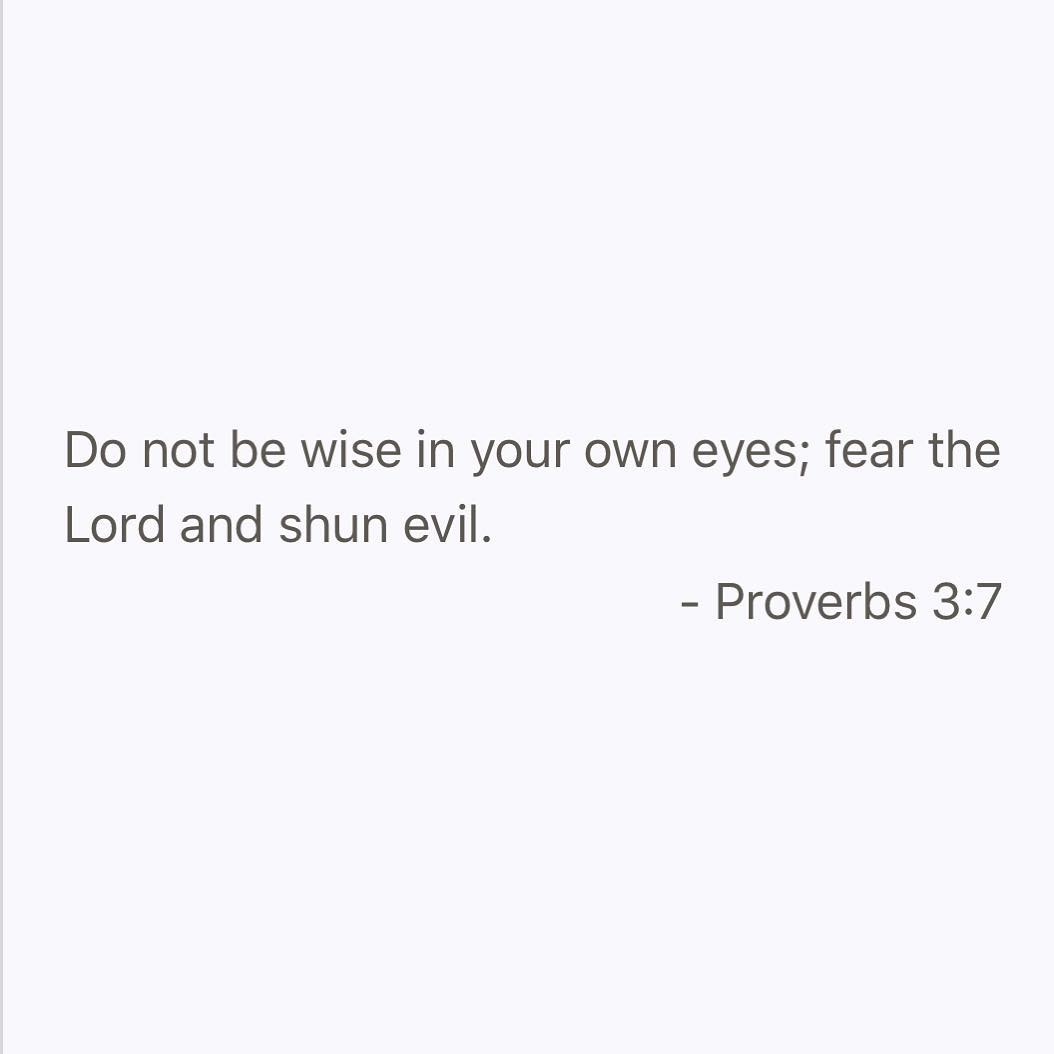 Do not be wise in your own eyes; fear the
Lord and shun evil.
- Proverbs 3:7